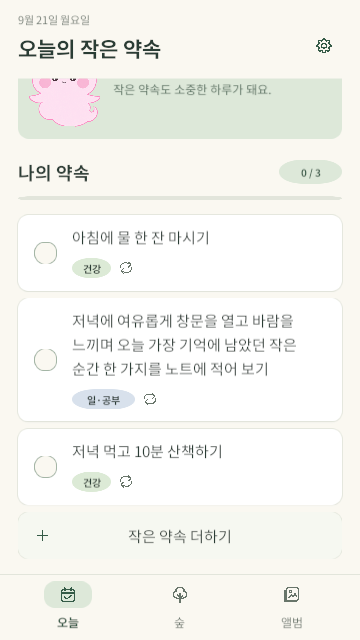 9월 21일 월요일
오늘의 작은 약속
작은 약속도 소중한 하루가 돼요.
나의 약속
0 / 3
아침에 물 한 잔 마시기
건강
저녁에 여유롭게 창문을 열고 바람을
느끼며 오늘 가장 기억에 남았던 작은
순간 한 가지를 노트에 적어 보기
일·공부
저녁 먹고 10분 산책하기
건강
+ 작은 약속 더하기
오늘
숲
앨범